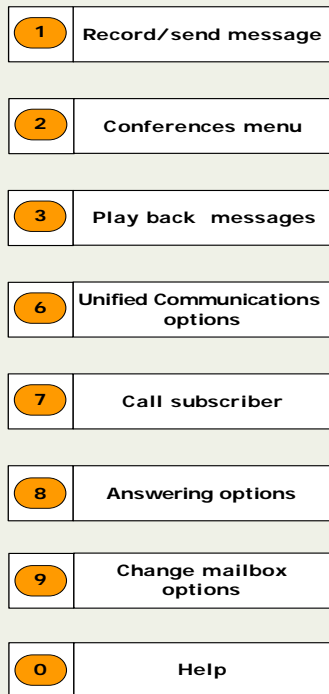 1 Record/send message
2 Conferences menu
3 Play back messages
6 Unified Communications
options
7 Call subscriber
8 Answering options
9 Change mailbox
options
0 Help